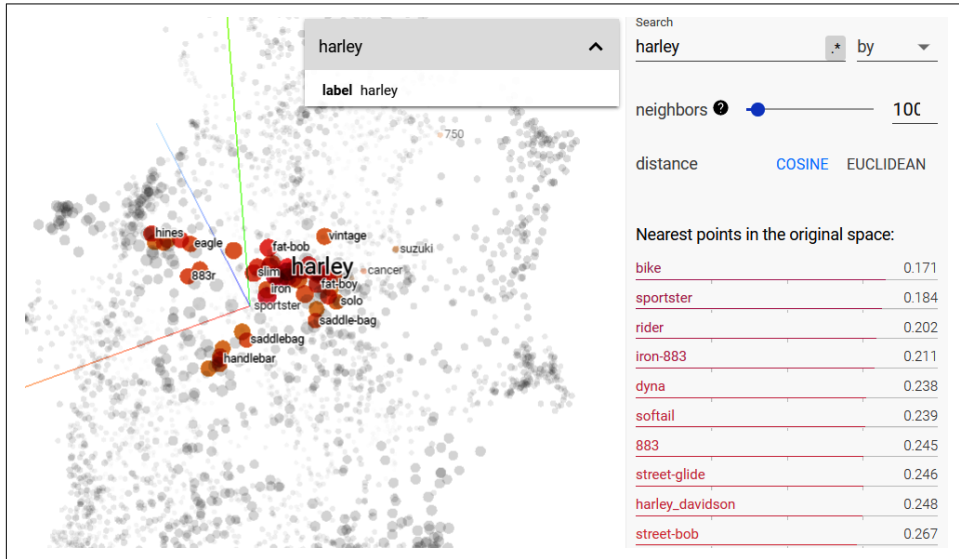 harley
label harley
750
hines
eagle
fat-bob
vintage
suzuki
harley
slim
cancer
883r
iron
fat-boy
sportster
solo
saddle-bag
saddlebag
handlebar
Search
harley .* by
neighbors ? 100
distance COSINE EUCLIDEAN
Nearest points in the original space:
bike 0.171
sportster 0.184
rider 0.202
iron-883 0.211
dyna 0.238
softail 0.239
883 0.245
street-glide 0.246
harley_davidson 0.248
street-bob 0.267